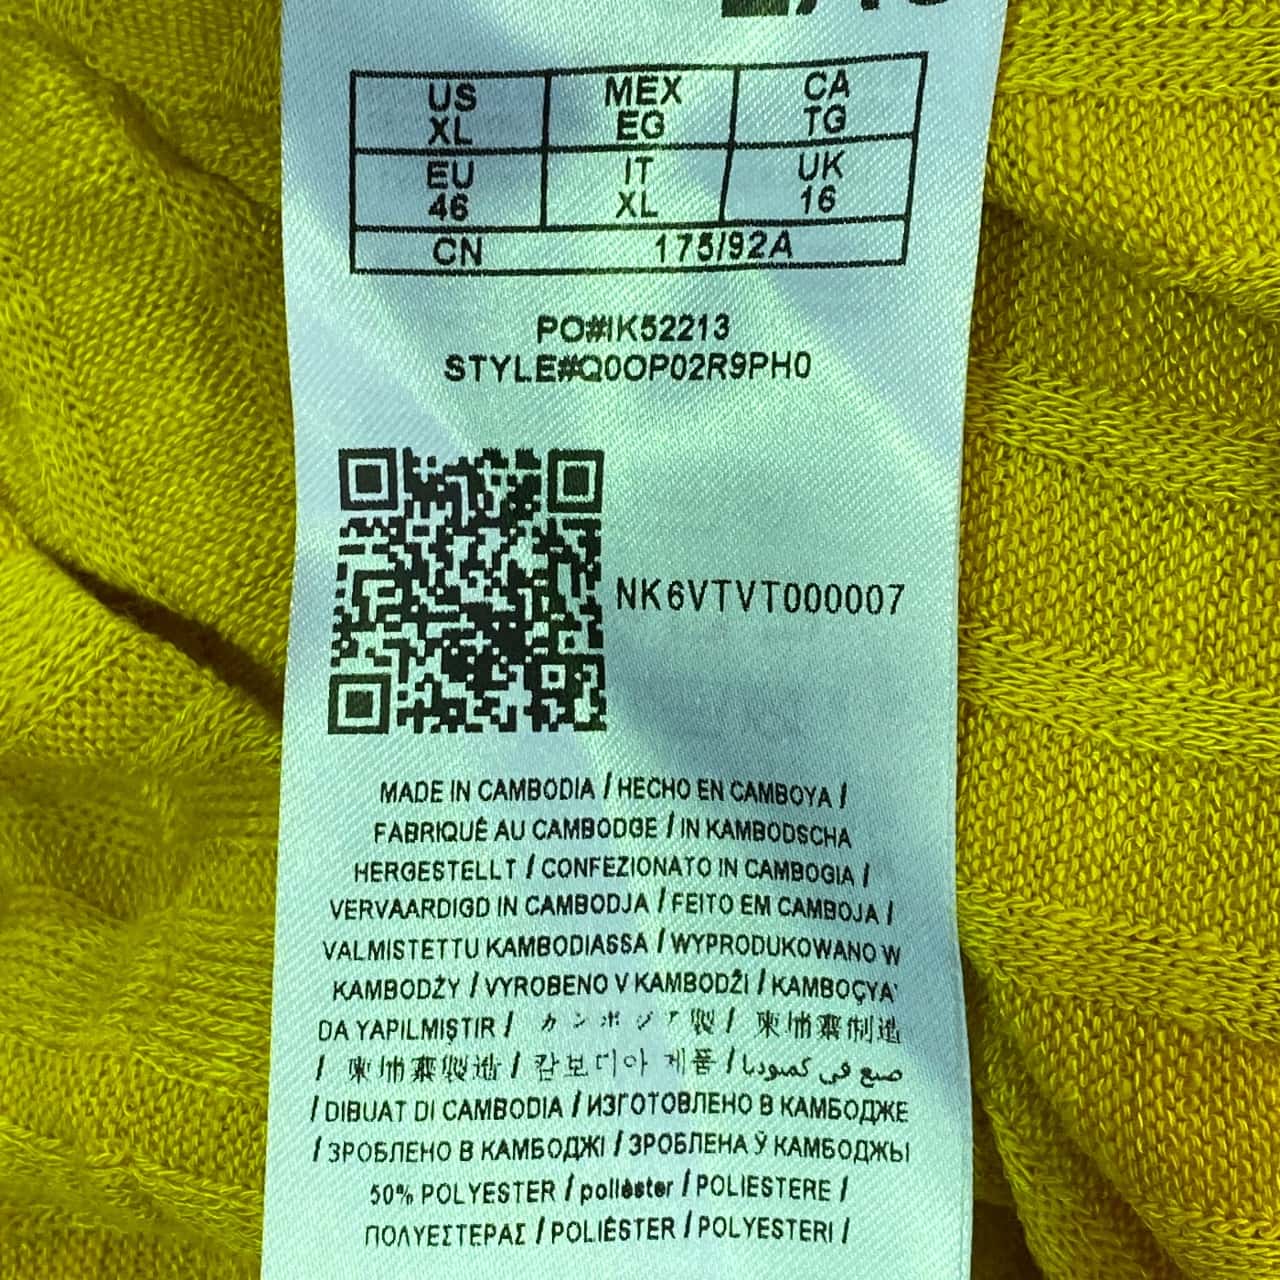 US MEX CA
XL EG TG
EU IT UK
46 XL 16
CN 175/92A
PO#IK52213
STYLE#Q0OP02R9PH0
NK6VTVT000007
MADE IN CAMBODIA / HECHO EN CAMBOYA /
FABRIQUÉ AU CAMBODGE / IN KAMBODSCHA
HERGESTELLT / CONFEZIONATO IN CAMBOGIA /
VERVAARDIGD IN CAMBODJA / FEITO EM CAMBOJA /
VALMISTETTU KAMBODIASSA / WYPRODUKOWANO W
KAMBODŻY / VYROBENO V KAMBODŽI / KAMBOÇYA'
DA YAPILMIŞTIR / カンボジア製 / 柬埔寨制造
/ 柬埔寨製造 / 캄보디아 제품 / صنع في كمبوديا
/ DIBUAT DI CAMBODIA / ИЗГОТОВЛЕНО В КАМБОДЖЕ
/ ЗРОБЛЕНО В КАМБОДЖІ / ЗРОБЛЕНА Ў КАМБОДЖЫ
50% POLYESTER / polièster / POLIESTERE /
ΠΟΛΥΕΣΤΕΡΑΣ / POLIÉSTER / POLYESTERI /